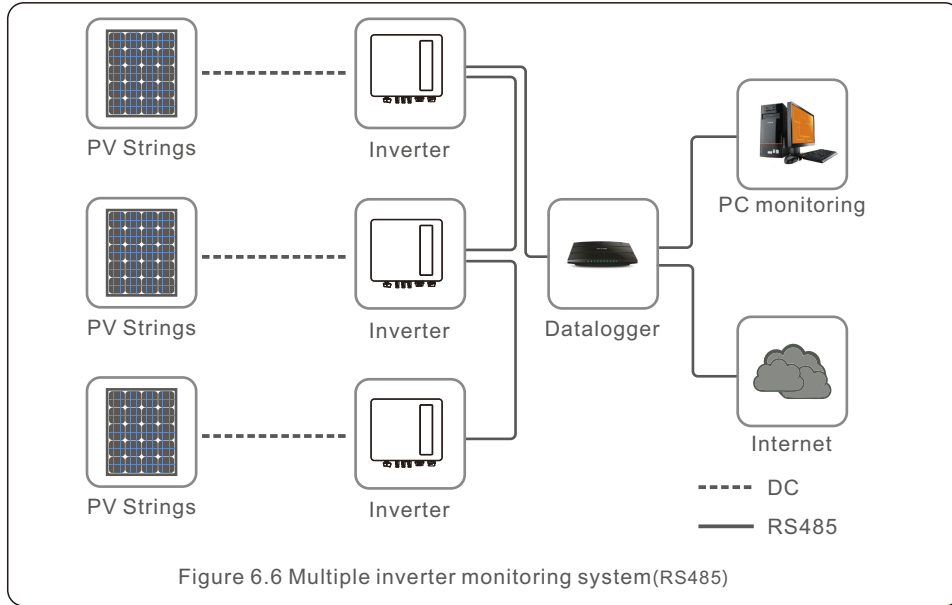 PV Strings
Inverter
PC monitoring
PV Strings
Inverter
Datalogger
Internet
PV Strings
Inverter
DC
RS485
Figure 6.6 Multiple inverter monitoring system(RS485)